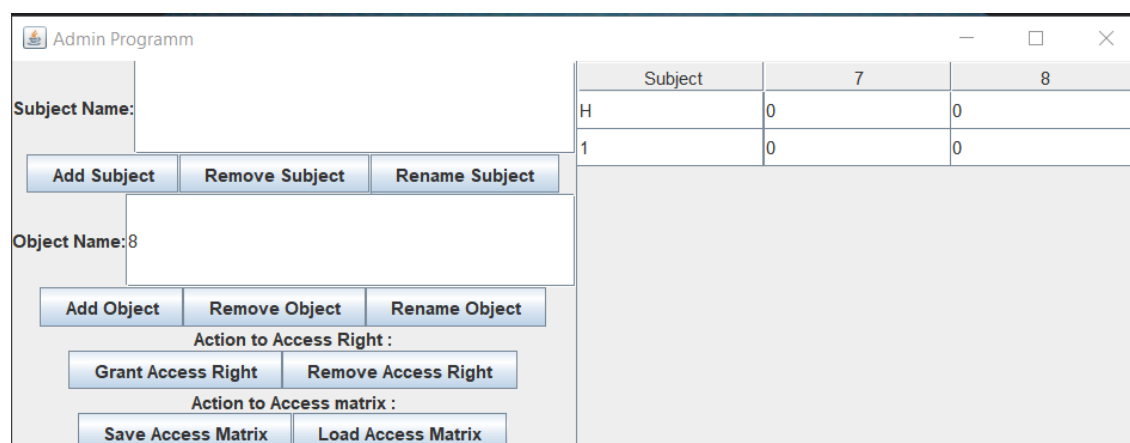 Admin Programm
Subject Name:
Add Subject Remove Subject Rename Subject
Object Name: 8
Add Object Remove Object Rename Object
Action to Access Right :
Grant Access Right Remove Access Right
Action to Access matrix :
Save Access Matrix Load Access Matrix
Subject 7 8
H 0 0
1 0 0